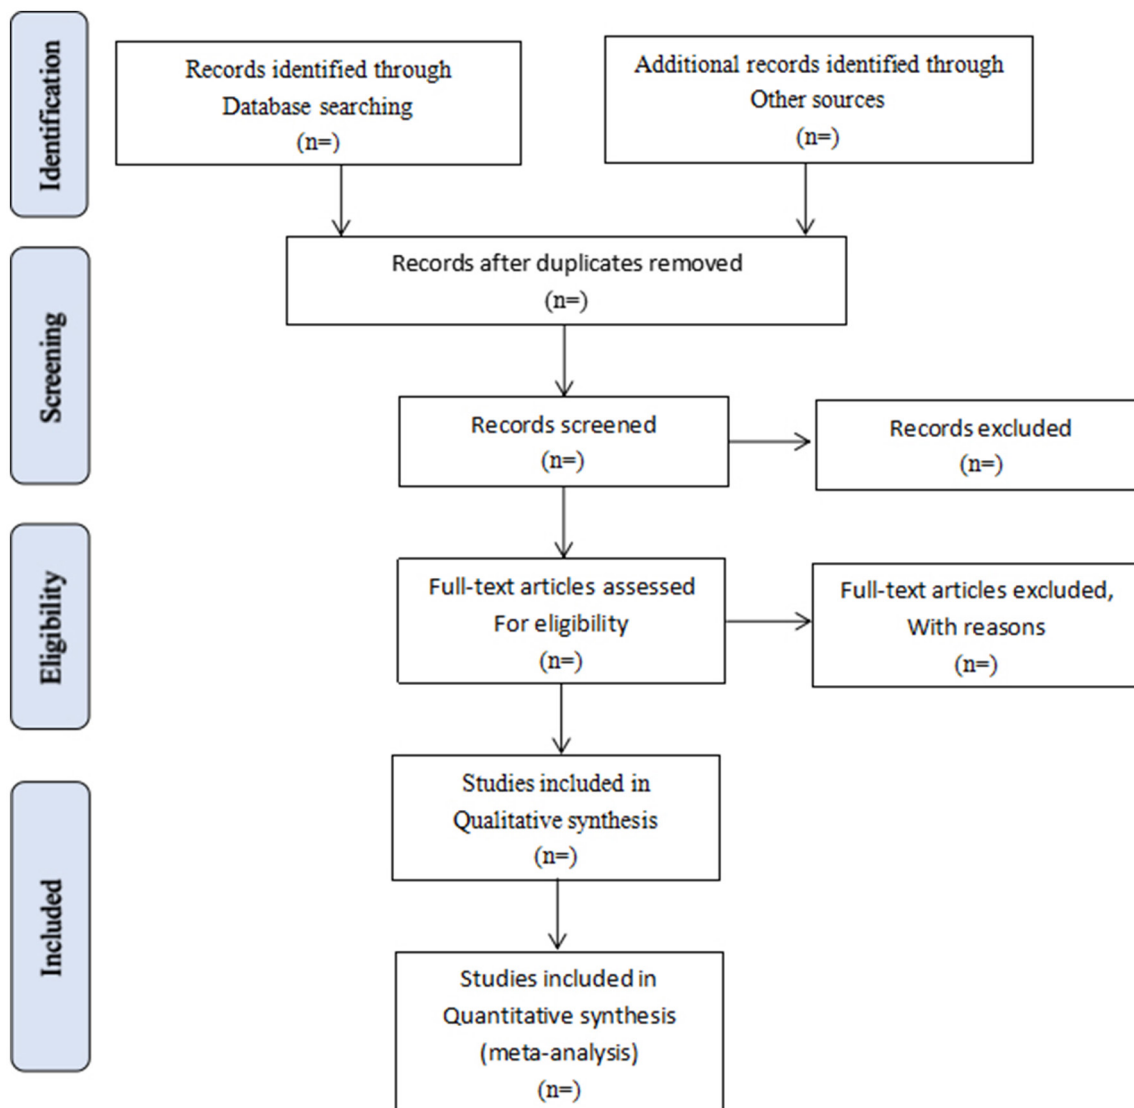 Identification
Records identified through
Database searching
(n=)
Additional records identified through
Other sources
(n=)
Screening
Records after duplicates removed
(n=)
Records screened
(n=)
Records excluded
(n=)
Eligibility
Full-text articles assessed
For eligibility
(n=)
Full-text articles excluded,
With reasons
(n=)
Included
Studies included in
Qualitative synthesis
(n=)
Studies included in
Quantitative synthesis
(meta-analysis)
(n=)